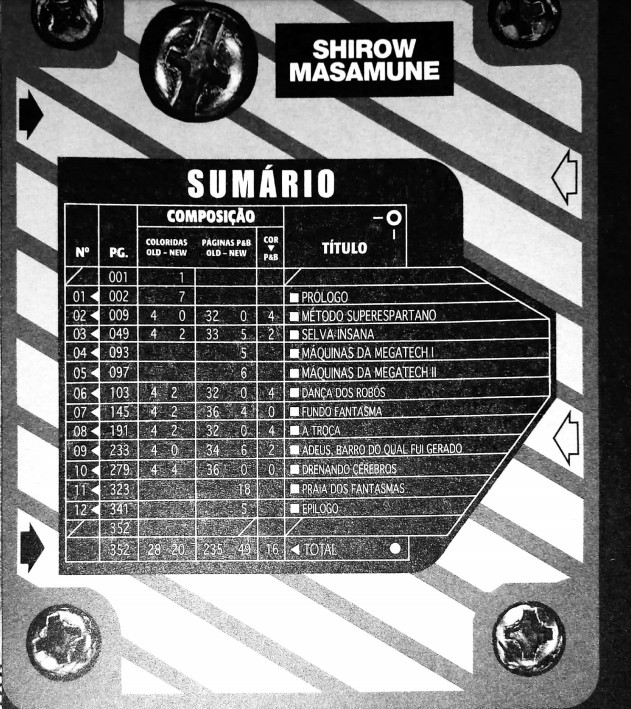 SHIROW
MASAMUNE
SUMÁRIO
COMPOSIÇÃO
Nº PG. COLORIDAS OLD – NEW PÁGINAS P&B OLD – NEW COR ▼ P&B TÍTULO
001 1
01 ◀ 002 7 ■ PRÓLOGO
02 ◀ 009 4 0 32 0 4 ■ MÉTODO SUPERESPARTANO
03 ◀ 049 4 2 33 5 2 ■ SELVA INSANA
04 ◀ 093 5 ■ MÁQUINAS DA MEGATECH I
05 ◀ 097 6 ■ MÁQUINAS DA MEGATECH II
06 ◀ 103 4 2 32 0 4 ■ DANÇA DOS ROBÔS
07 ◀ 145 4 2 36 4 0 ■ FUNDO FANTASMA
08 ◀ 191 4 2 32 0 4 ■ A TROÇA
09 ◀ 233 4 0 34 6 2 ■ ADEUS, BARRO DO QUAL FUI GERADO
10 ◀ 279 4 4 36 0 0 ■ DRENANDO CÉREBROS
11 ◀ 323 18 ■ PRAIA DOS FANTASMAS
12 ◀ 341 5 ■ EPÍLOGO
352
352 28 20 235 49 16 ◀ TOTAL